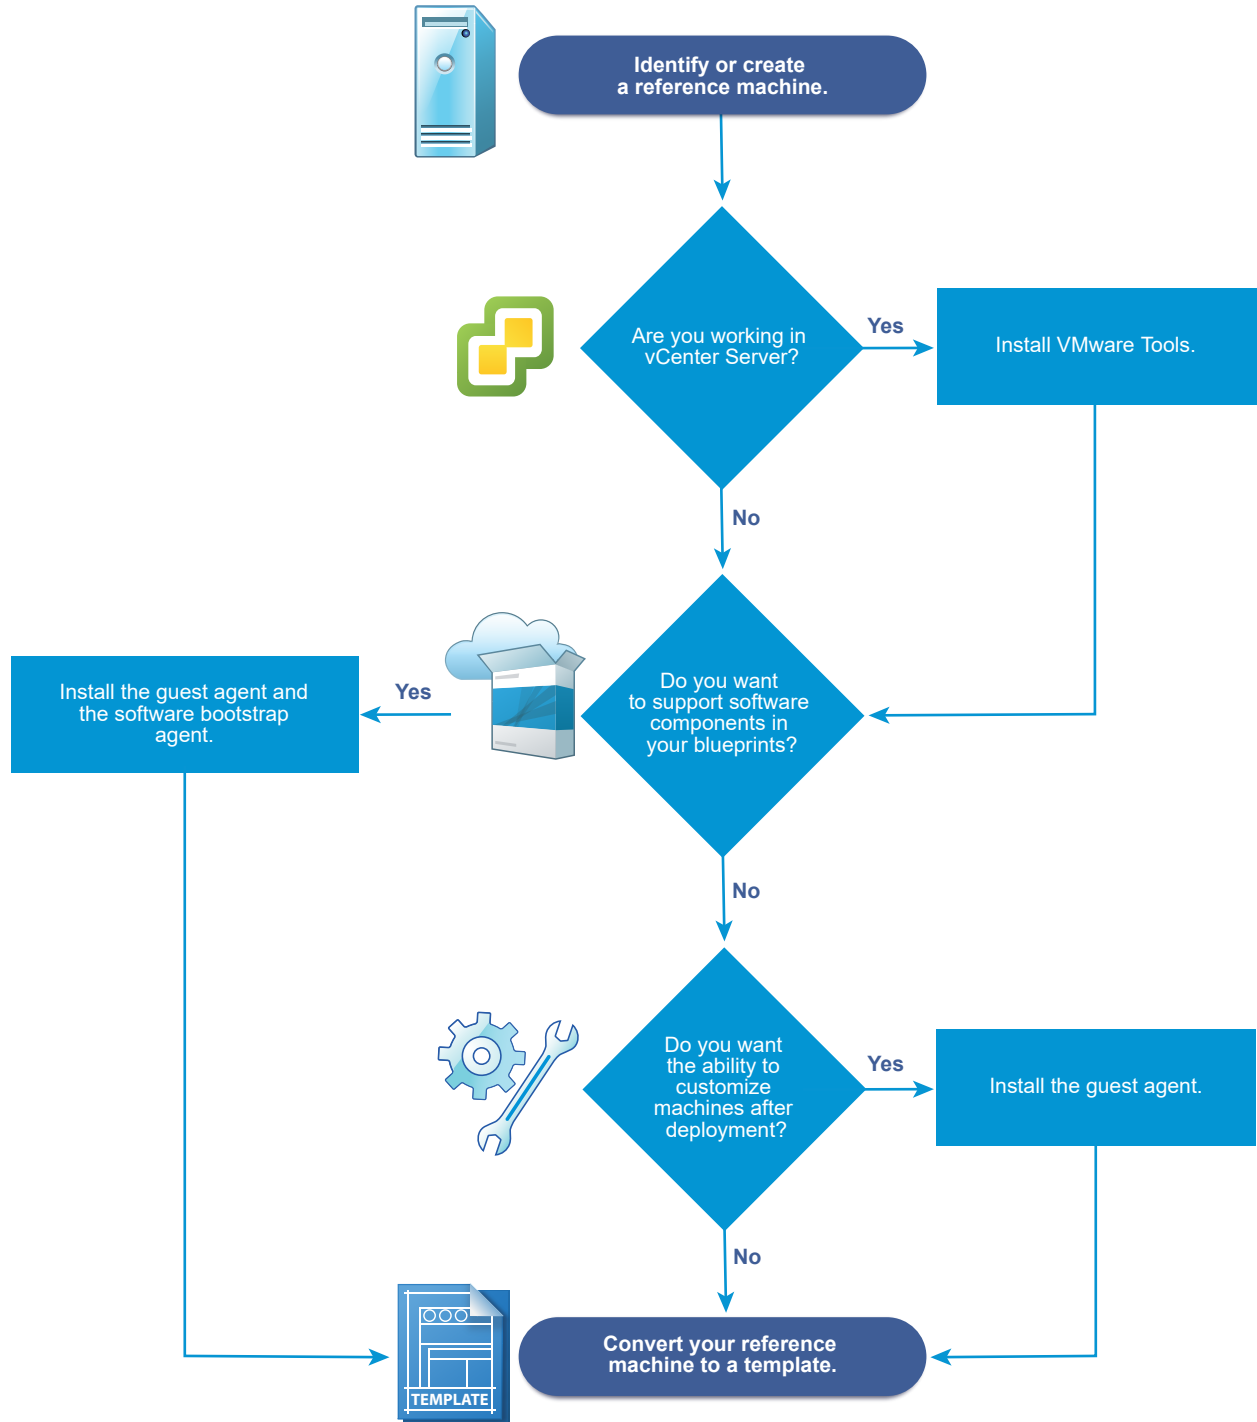 Identify or create
a reference machine.
Are you working in
vCenter Server?
Yes
Install VMware Tools.
No
Do you want
to support software
components in
your blueprints?
Yes
Install the guest agent and
the software bootstrap
agent.
No
Do you want
the ability to
customize
machines after
deployment?
Yes
Install the guest agent.
No
TEMPLATE
Convert your reference
machine to a template.